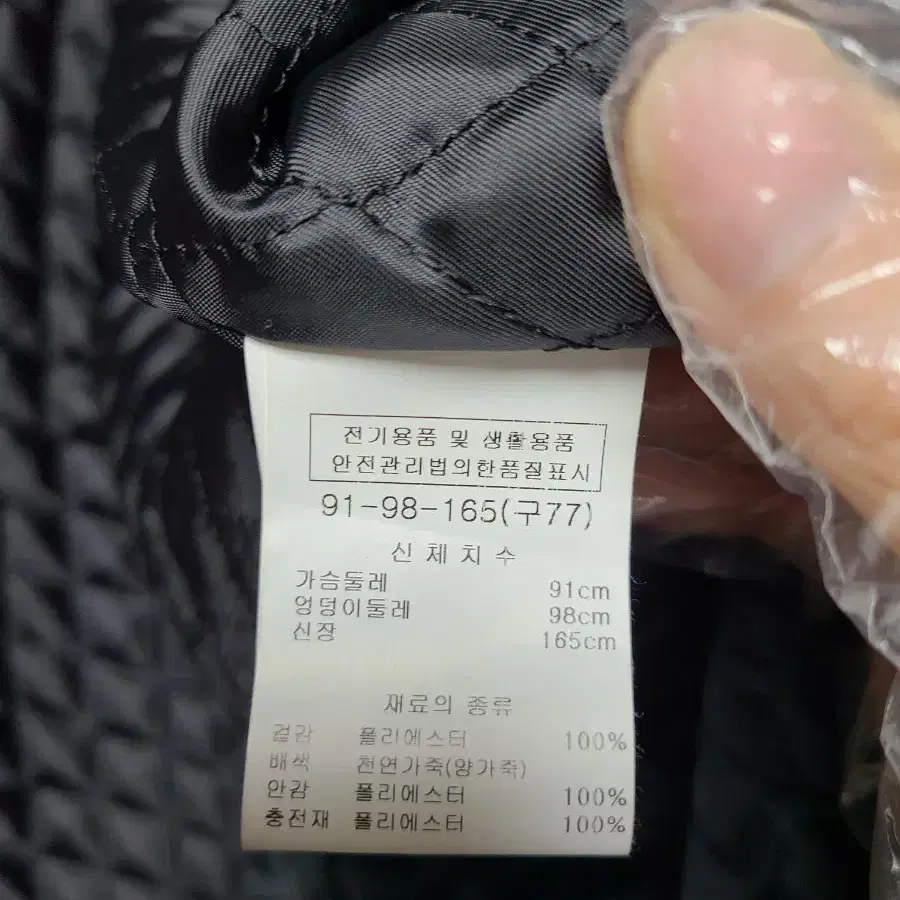 전기용품 및 생활용품
안전관리법의한품질표시
91-98-165(구77)
신체치수
가슴둘레 91cm
엉덩이둘레 98cm
신장 165cm
재료의 종류
겉감 폴리에스터 100%
배색 천연가죽(양가죽)
안감 폴리에스터 100%
충전재 폴리에스터 100%